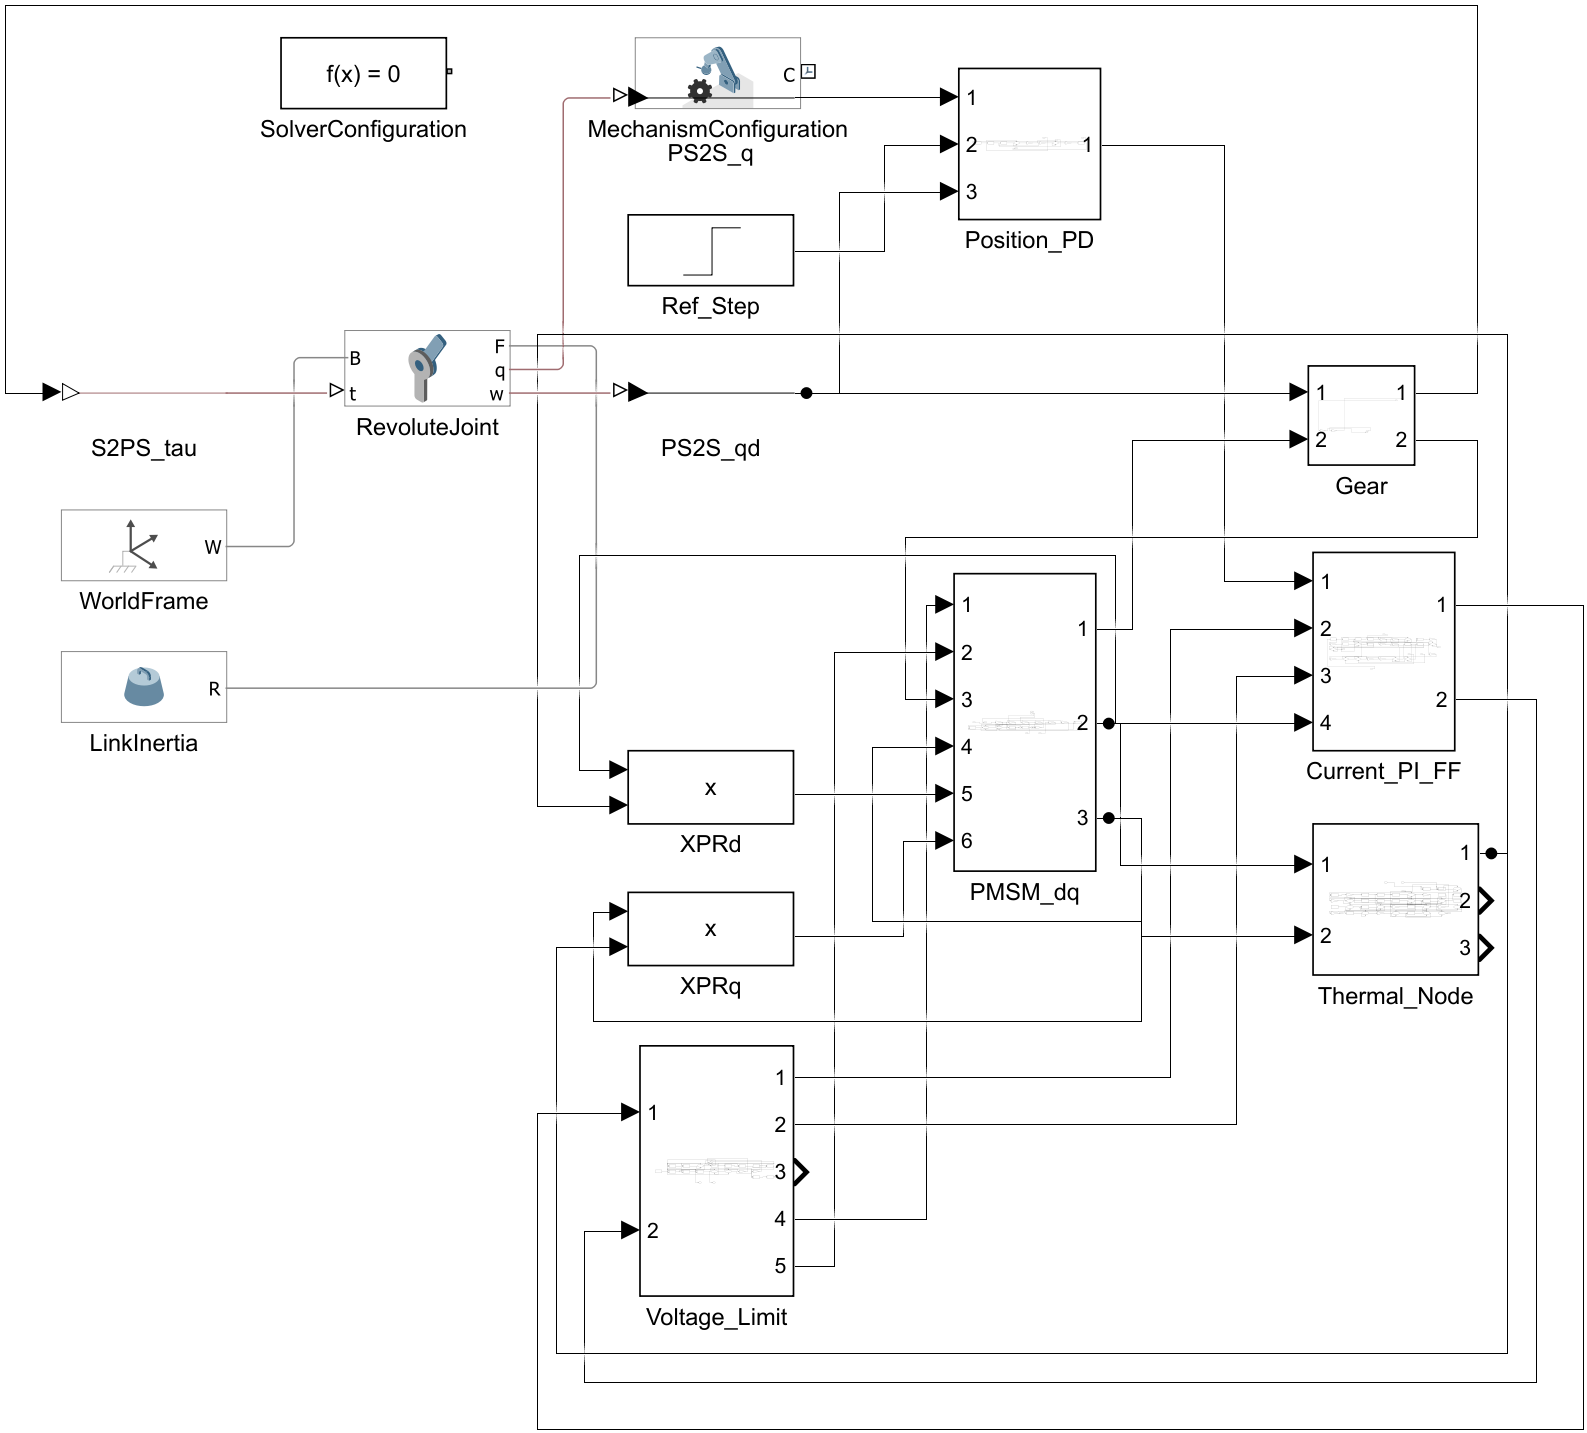 f(x) = 0
SolverConfiguration
C
MechanismConfiguration
PS2S_q
1
2
3
1
Position_PD
Ref_Step
B
t
F
q
w
RevoluteJoint
S2PS_tau
PS2S_qd
1
2
1
2
Gear
W
WorldFrame
R
LinkInertia
1
2
3
4
5
6
1
2
3
PMSM_dq
1
2
3
4
1
2
Current_PI_FF
x
XPRd
x
XPRq
1
2
1
2
3
Thermal_Node
1
2
1
2
3
4
5
Voltage_Limit